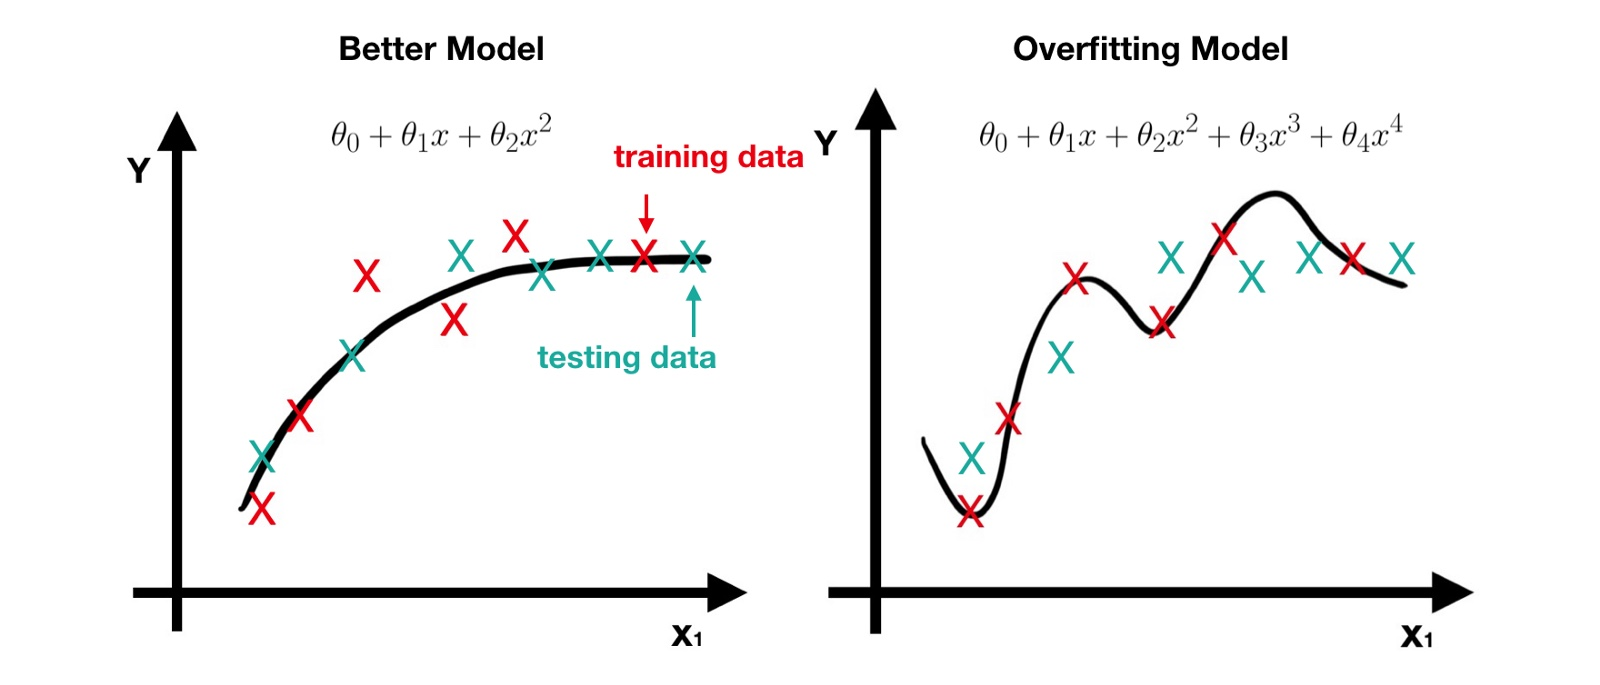 Better Model
θ₀ + θ₁x + θ₂x²
Y
training data
testing data
X₁
Overfitting Model
θ₀ + θ₁x + θ₂x² + θ₃x³ + θ₄x⁴
Y
X₁